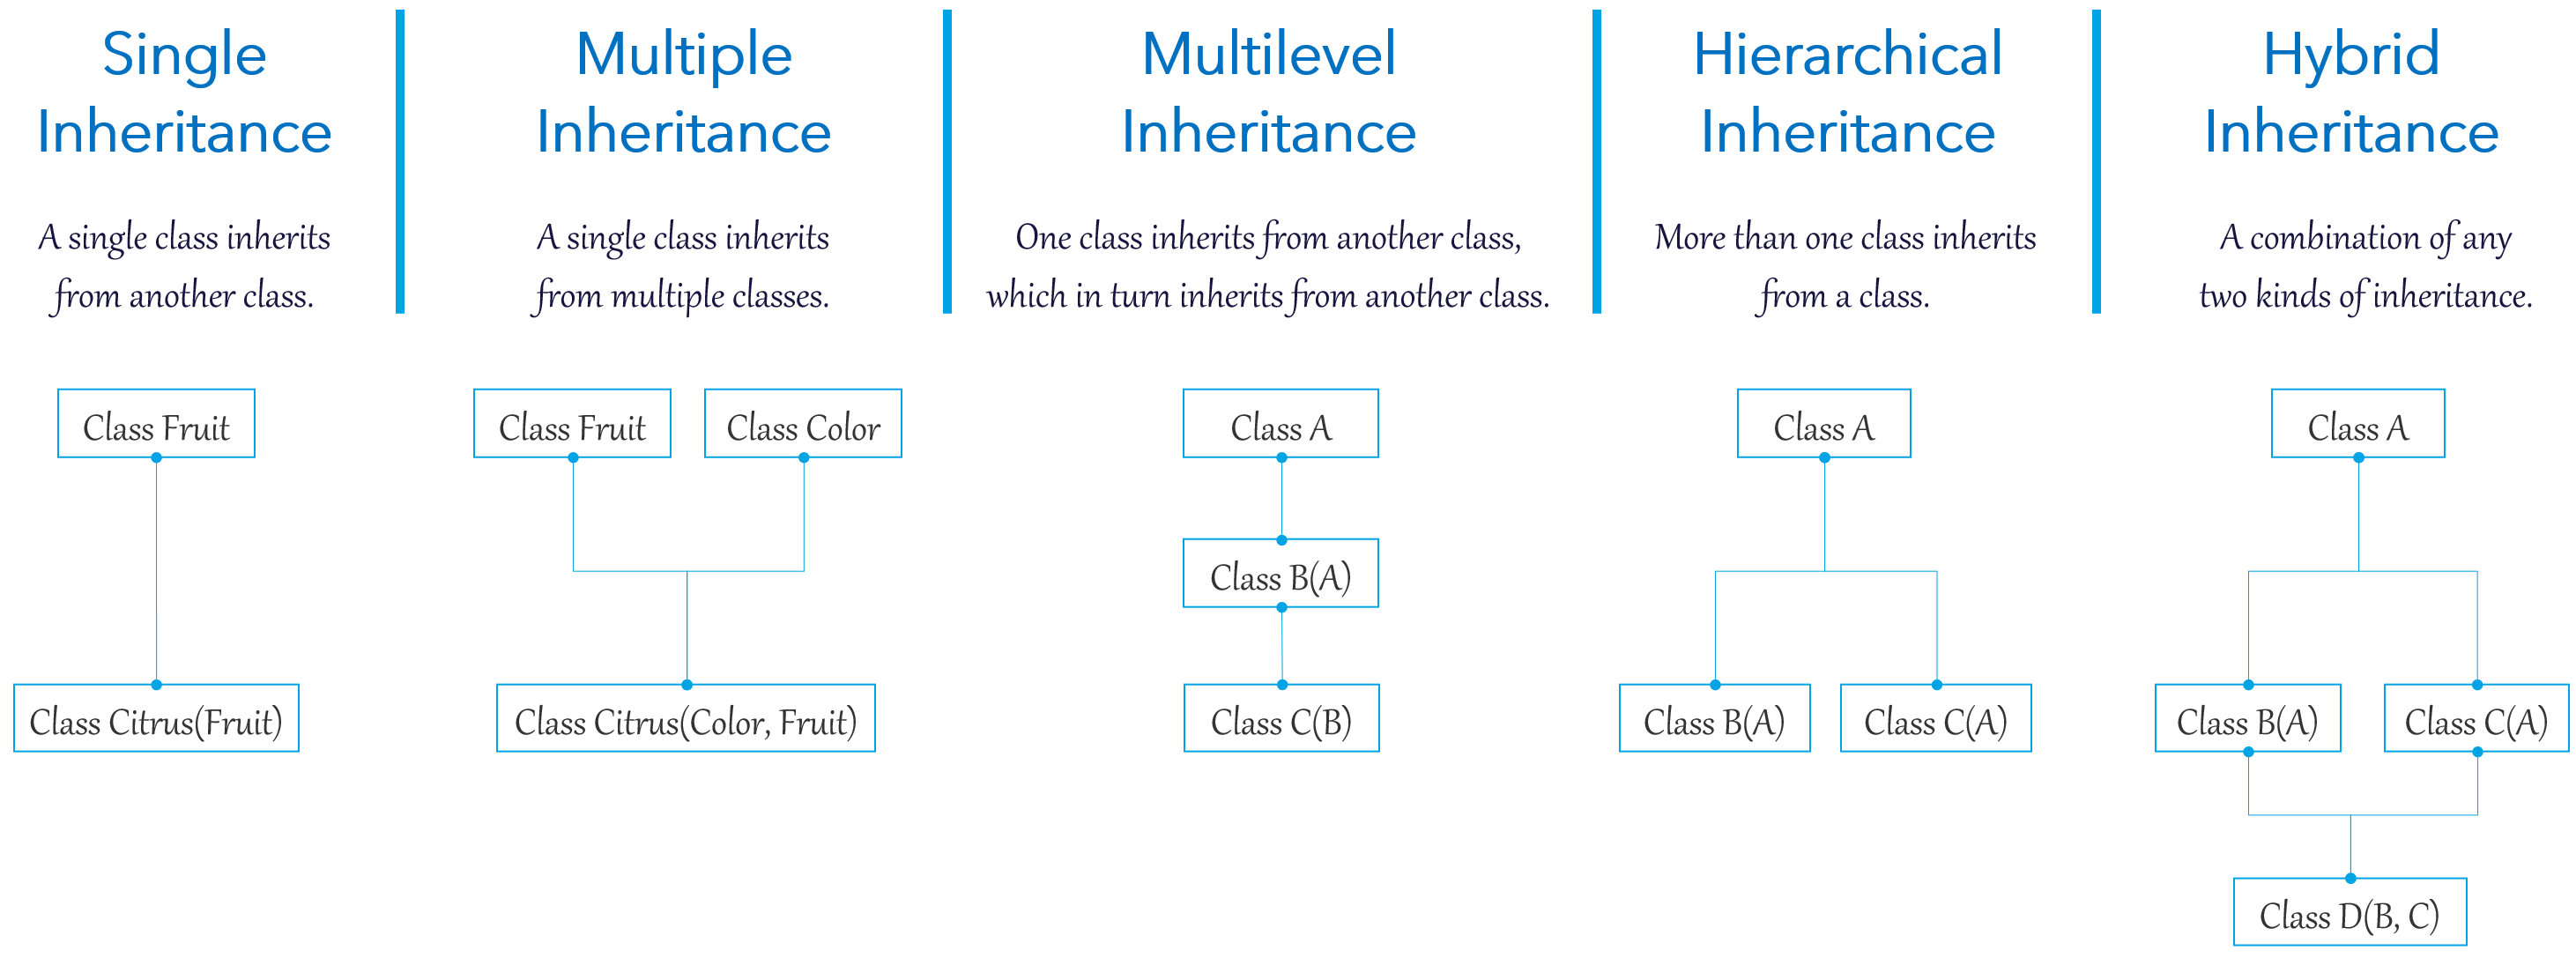 Single
Inheritance
A single class inherits
from another class.
Class Fruit
Class Citrus(Fruit)
Multiple
Inheritance
A single class inherits
from multiple classes.
Class Fruit
Class Color
Class Citrus(Color, Fruit)
Multilevel
Inheritance
One class inherits from another class,
which in turn inherits from another class.
Class A
Class B(A)
Class C(B)
Hierarchical
Inheritance
More than one class inherits
from a class.
Class A
Class B(A)
Class C(A)
Hybrid
Inheritance
A combination of any
two kinds of inheritance.
Class A
Class B(A)
Class C(A)
Class D(B, C)